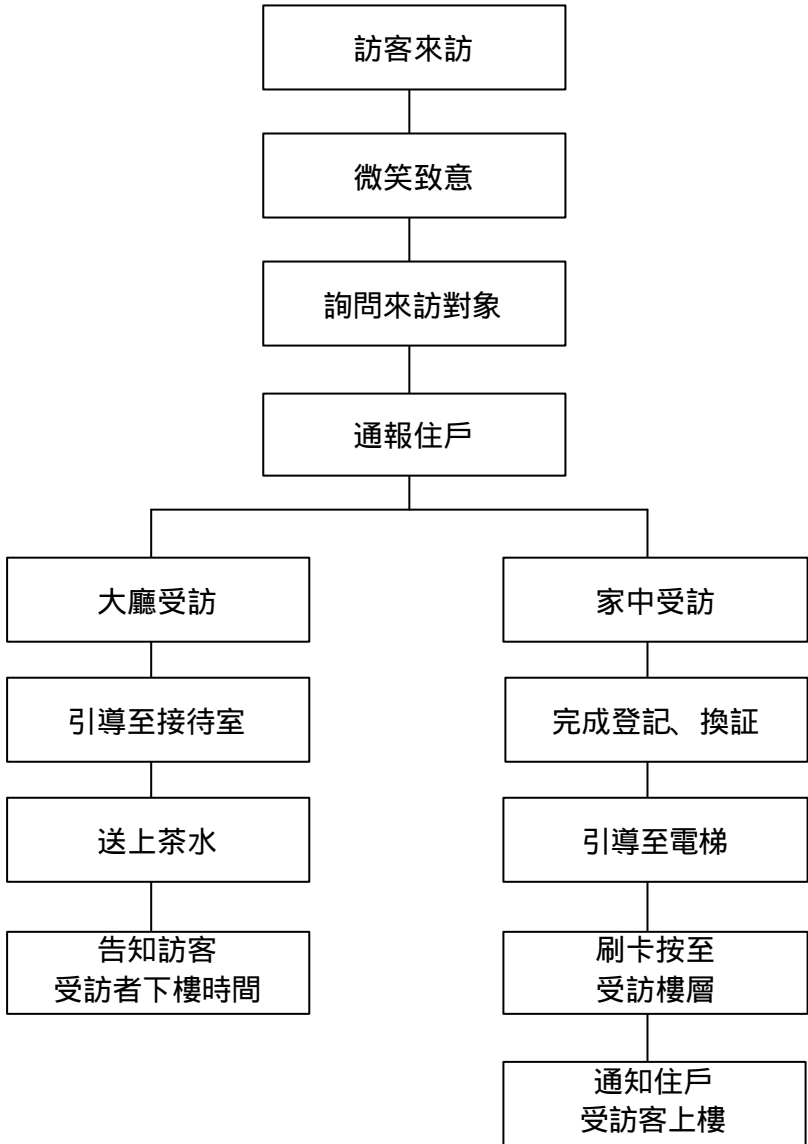 訪客來訪
微笑致意
詢問來訪對象
通報住戶
大廳受訪
家中受訪
引導至接待室
完成登記、換証
送上茶水
引導至電梯
告知訪客
受訪者下樓時間
刷卡按至
受訪樓層
通知住戶
受訪客上樓